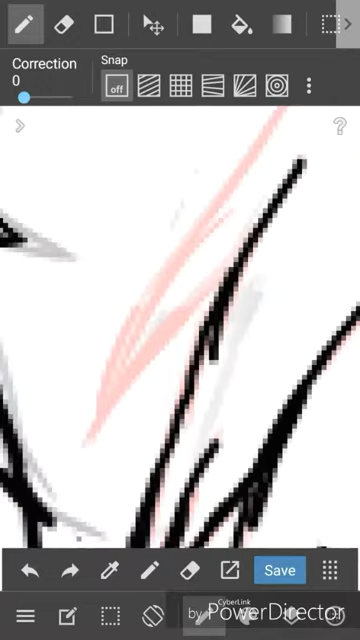 Correction
0
Snap
off
?
Save
CyberLink
by PowerDirector